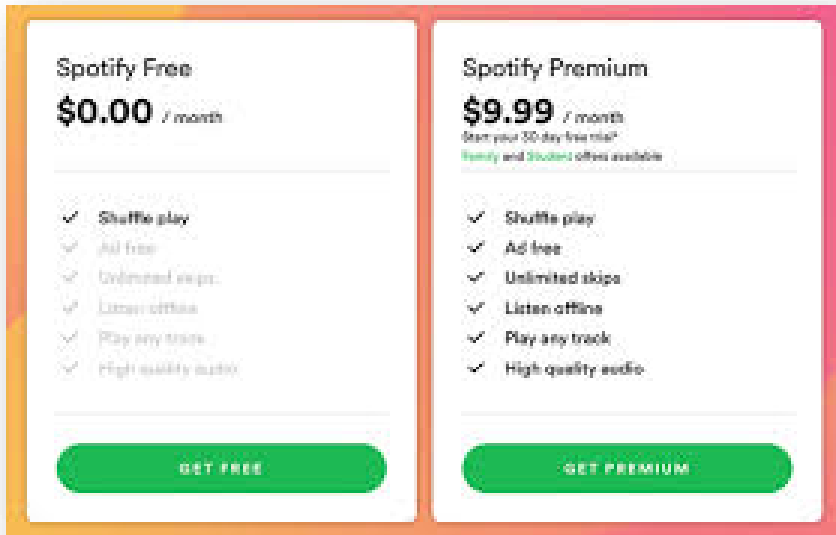 Spotify Free
$0.00 / month
Shuffle play
Ad free
Unlimited skips
Listen offline
Play any track
High quality audio
GET FREE
Spotify Premium
$9.99 / month
Start your 30 day free trial*
Family and Student offers available
Shuffle play
Ad free
Unlimited skips
Listen offline
Play any track
High quality audio
GET PREMIUM